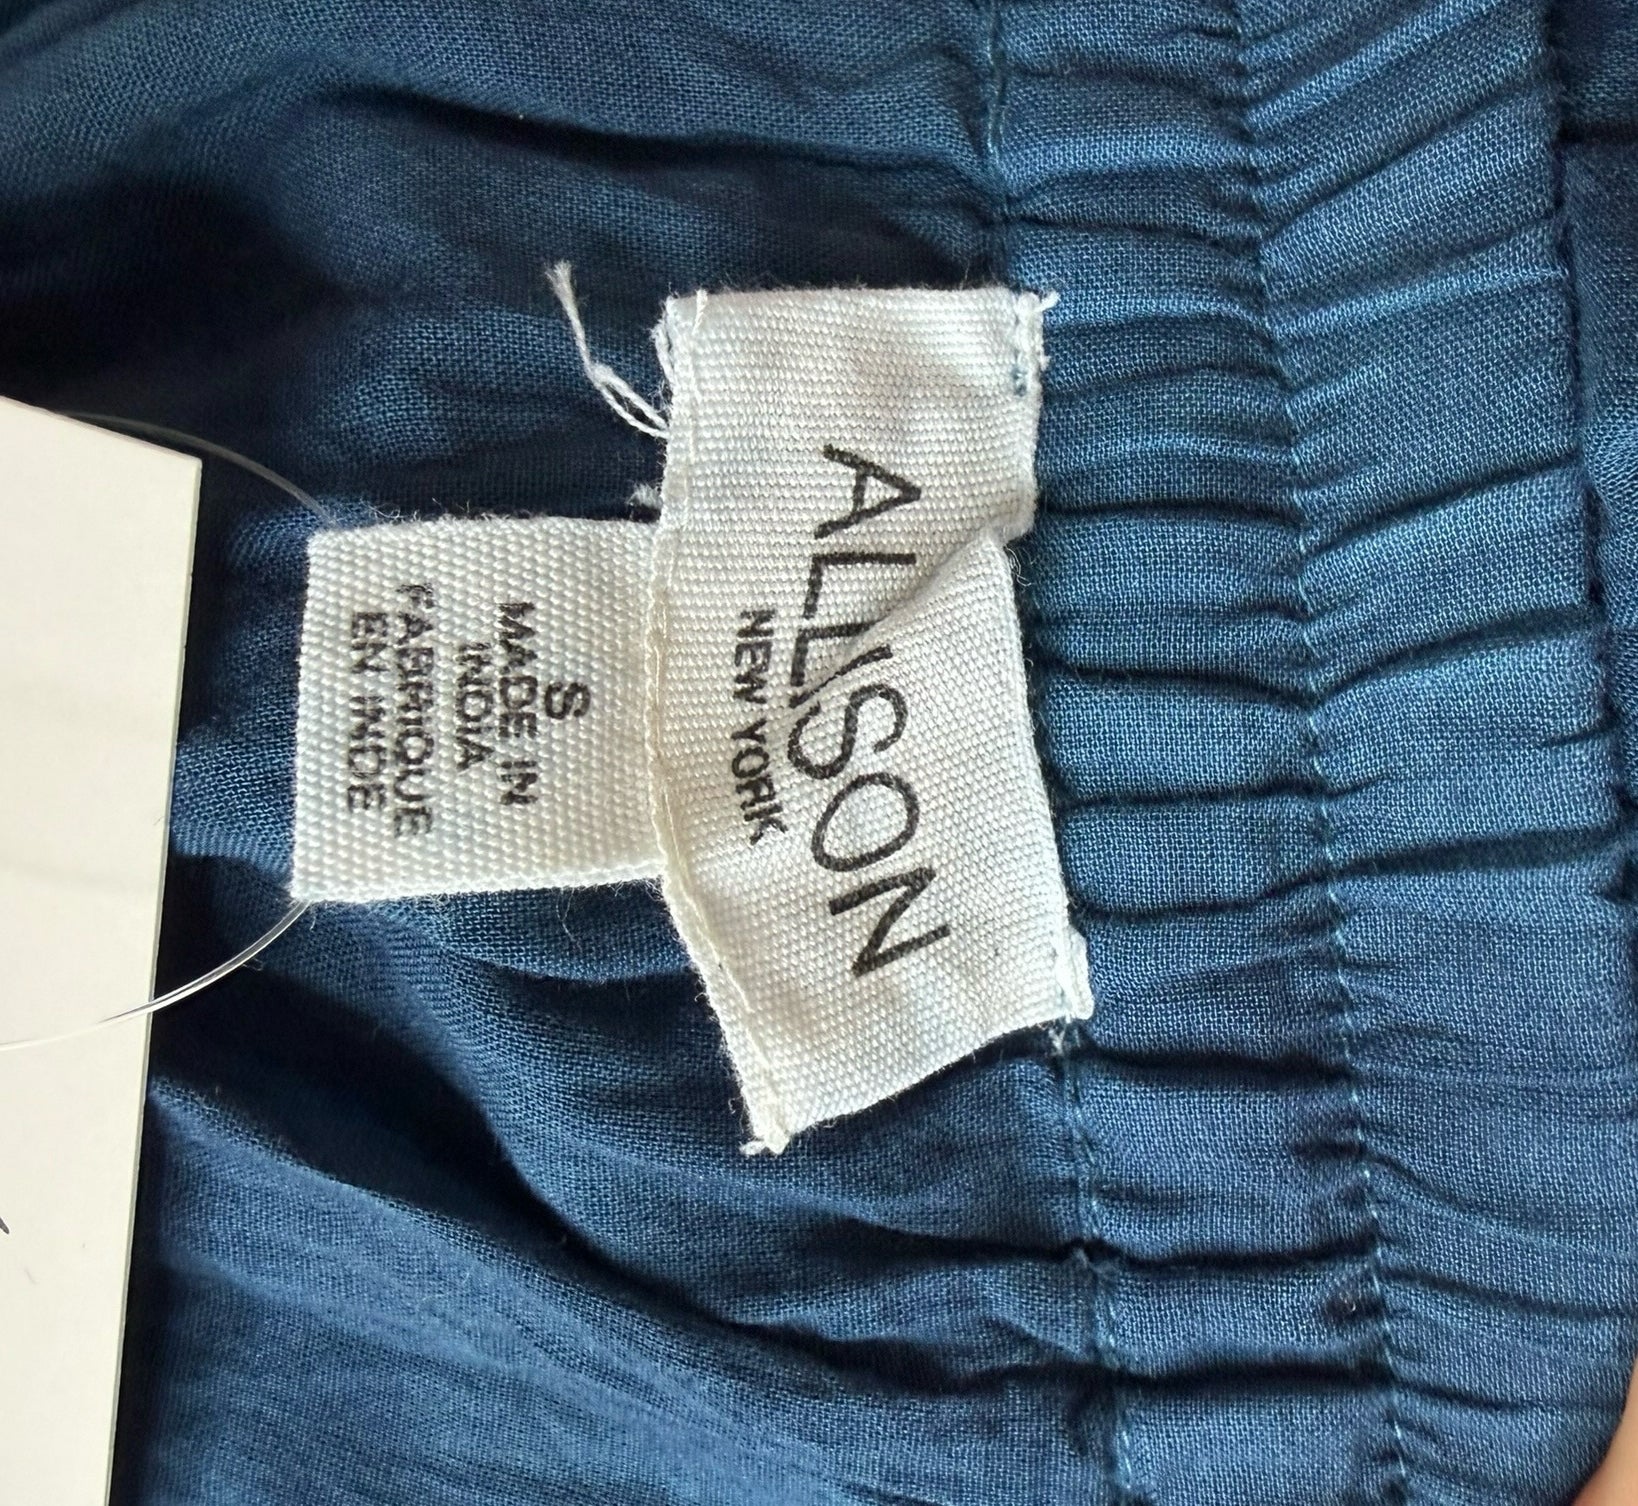 ALLISON
NEW YORK
S
MADE IN
INDIA
FABRIQUE
EN INDE